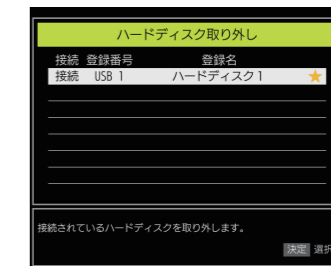 ハードディスク取り外し
接続 登録番号 登録名
接続 USB 1 ハードディスク1 ★
接続されているハードディスクを取り外します。
決定 選択